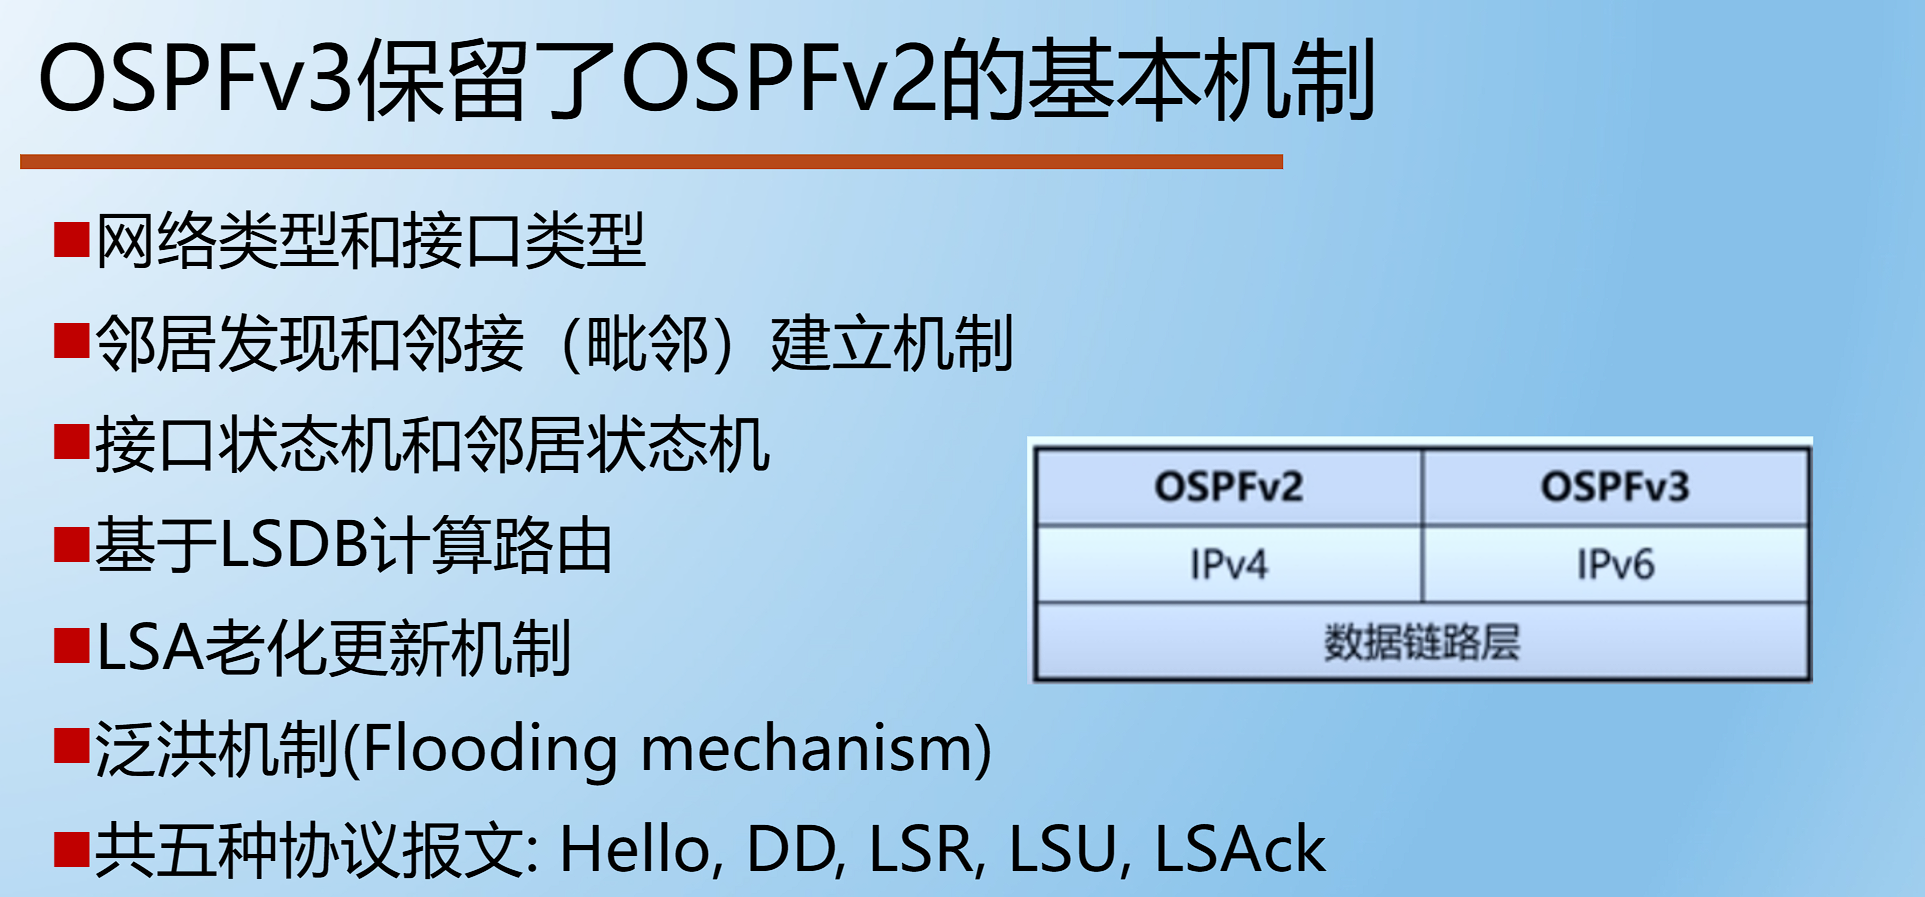 OSPFv3保留了OSPFv2的基本机制
网络类型和接口类型
邻居发现和邻接（毗邻）建立机制
接口状态机和邻居状态机
基于LSDB计算路由
LSA老化更新机制
泛洪机制(Flooding mechanism)
共五种协议报文: Hello, DD, LSR, LSU, LSAck
OSPFv2 OSPFv3
IPv4 IPv6
数据链路层